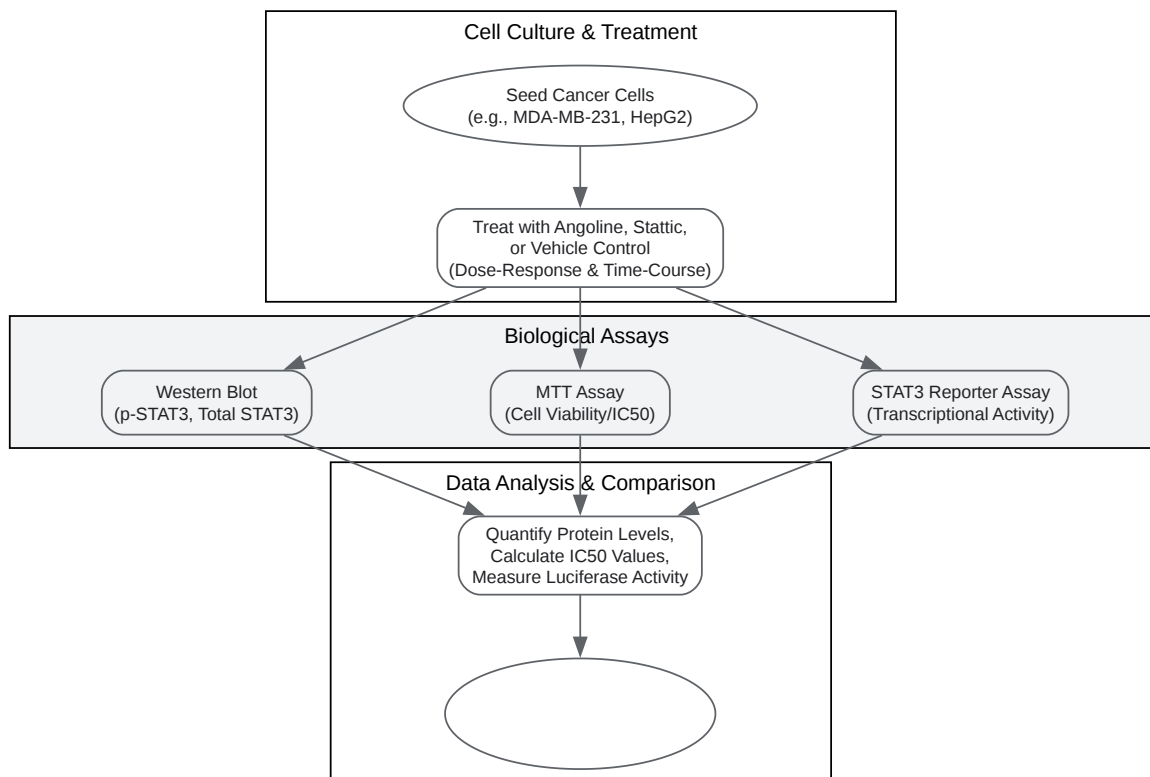 Cell Culture & Treatment
Seed Cancer Cells
(e.g., MDA-MB-231, HepG2)
Treat with Angoline, Stattic,
or Vehicle Control
(Dose-Response & Time-Course)
Biological Assays
Western Blot
(p-STAT3, Total STAT3)
MTT Assay
(Cell Viability/IC50)
STAT3 Reporter Assay
(Transcriptional Activity)
Data Analysis & Comparison
Quantify Protein Levels,
Calculate IC50 Values,
Measure Luciferase Activity